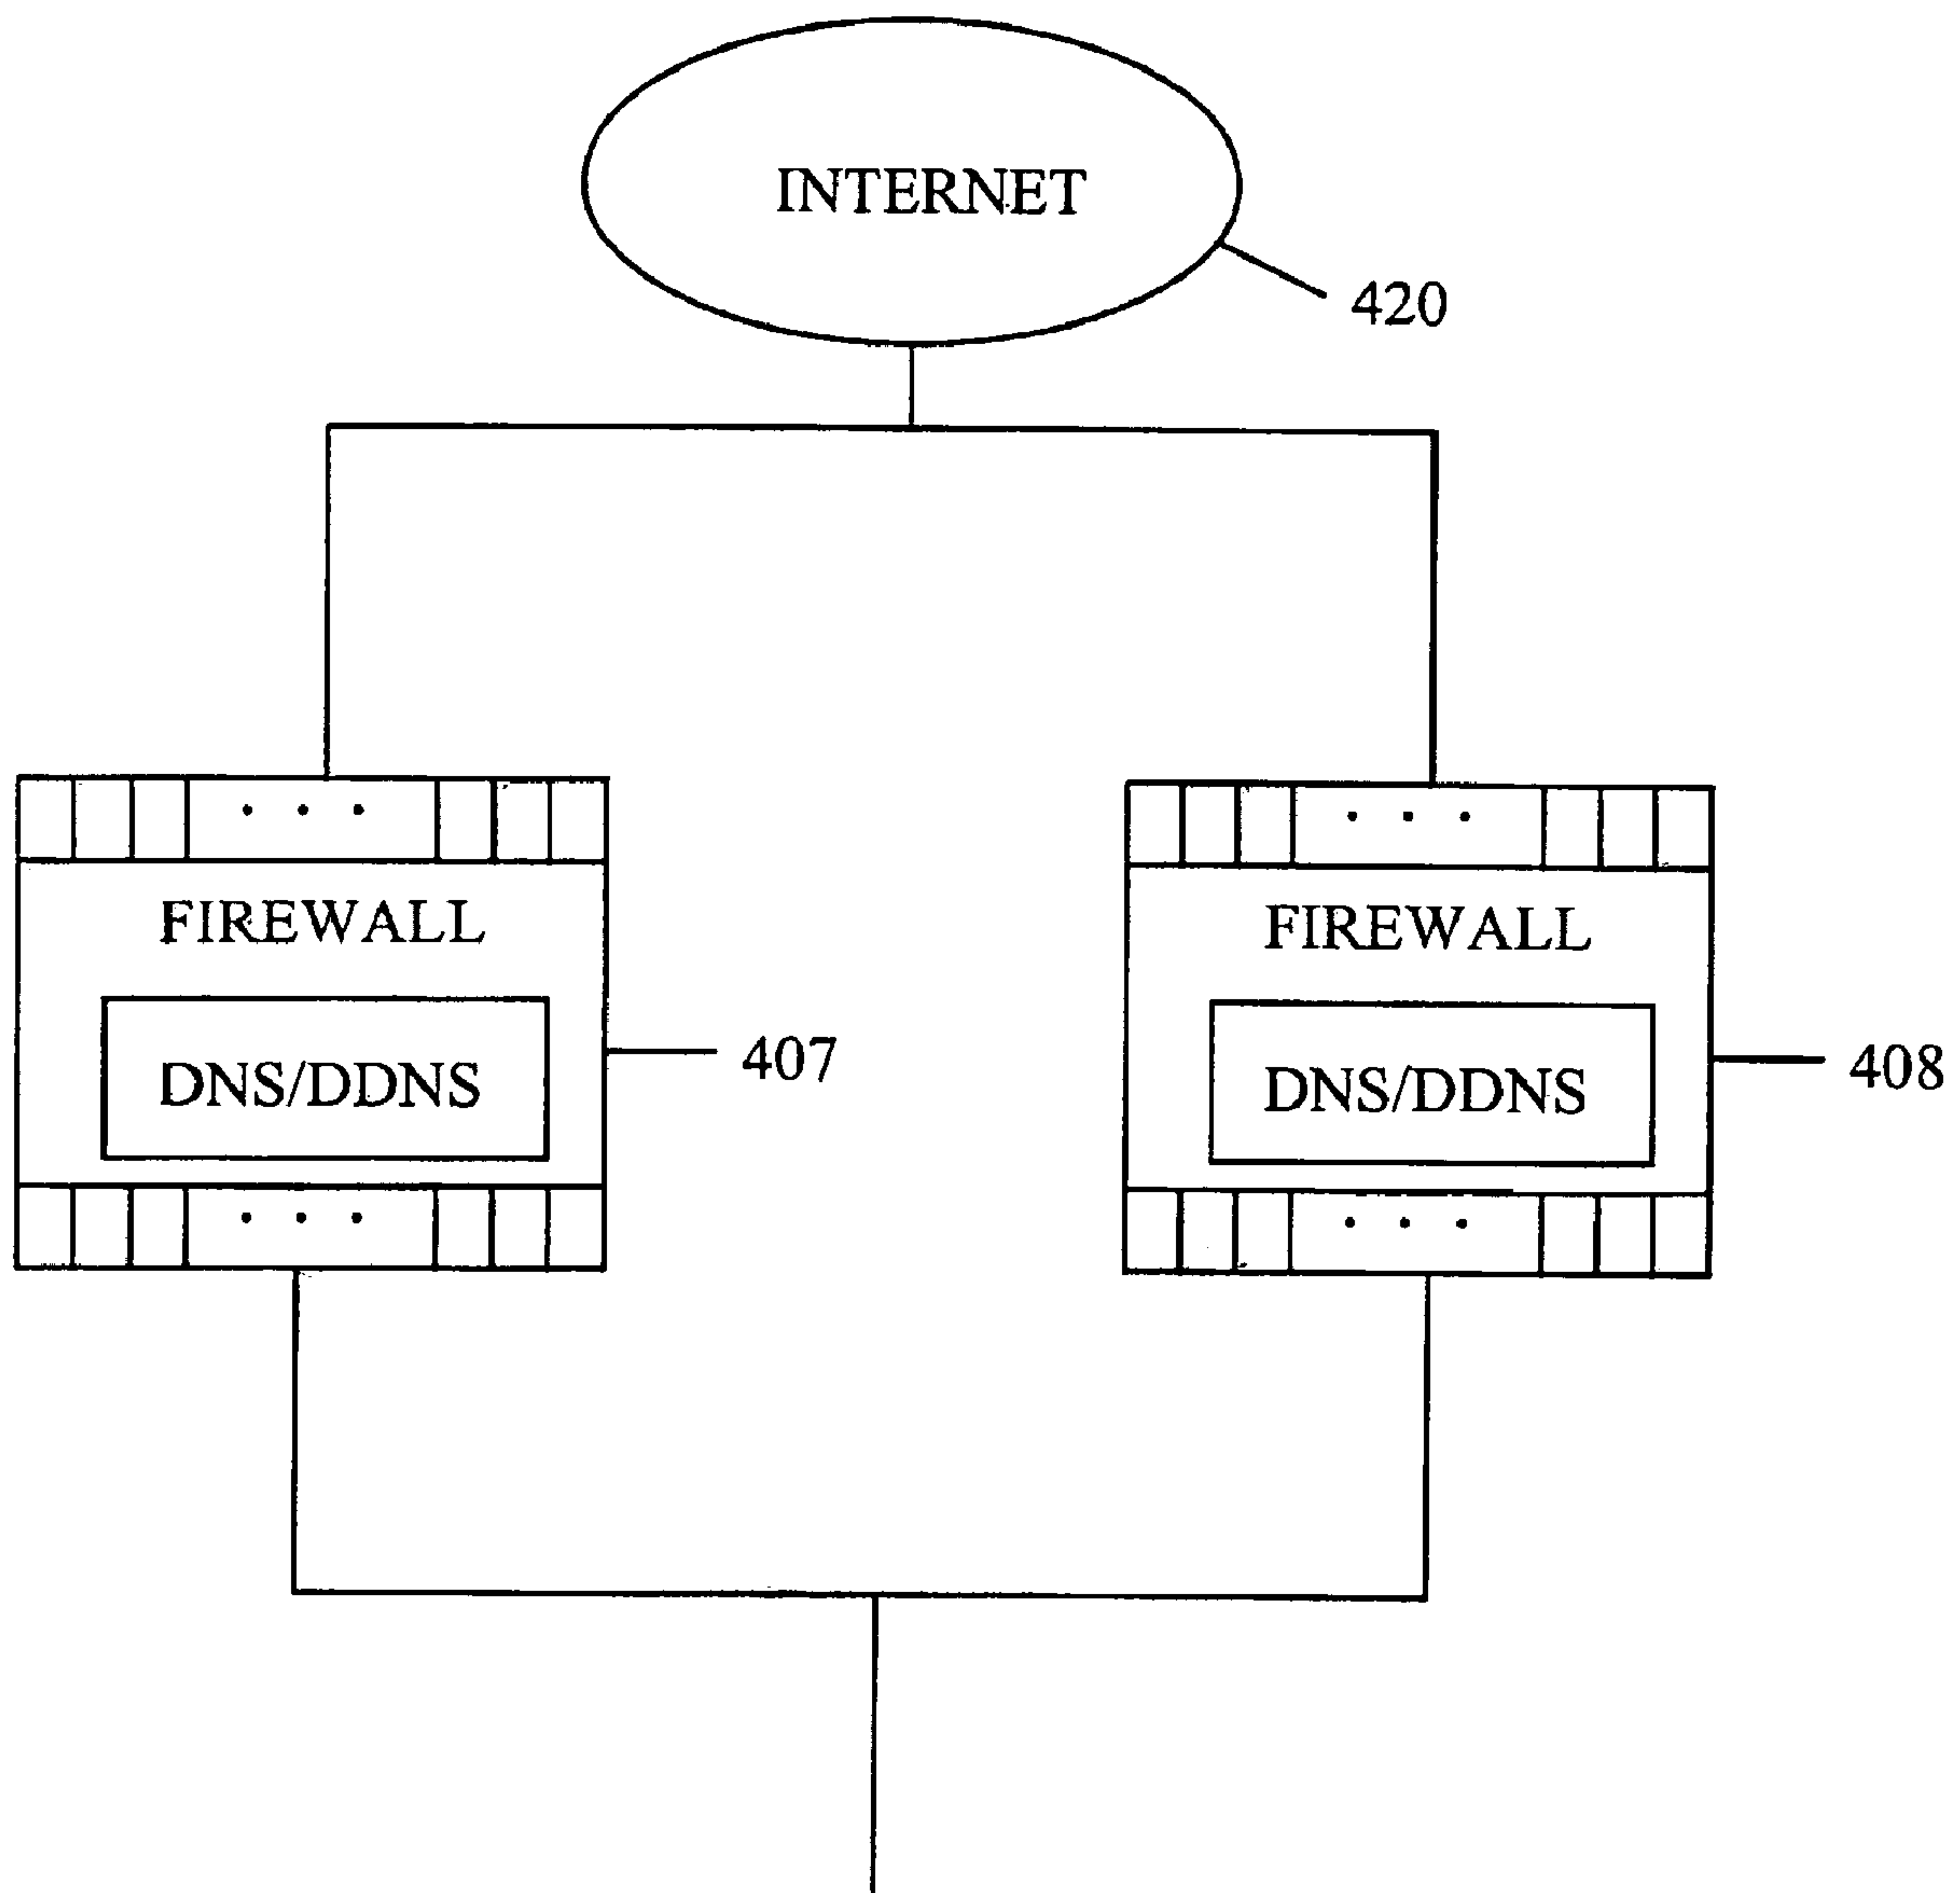 INTERNET
420
FIREWALL
DNS/DDNS
407
FIREWALL
DNS/DDNS
408